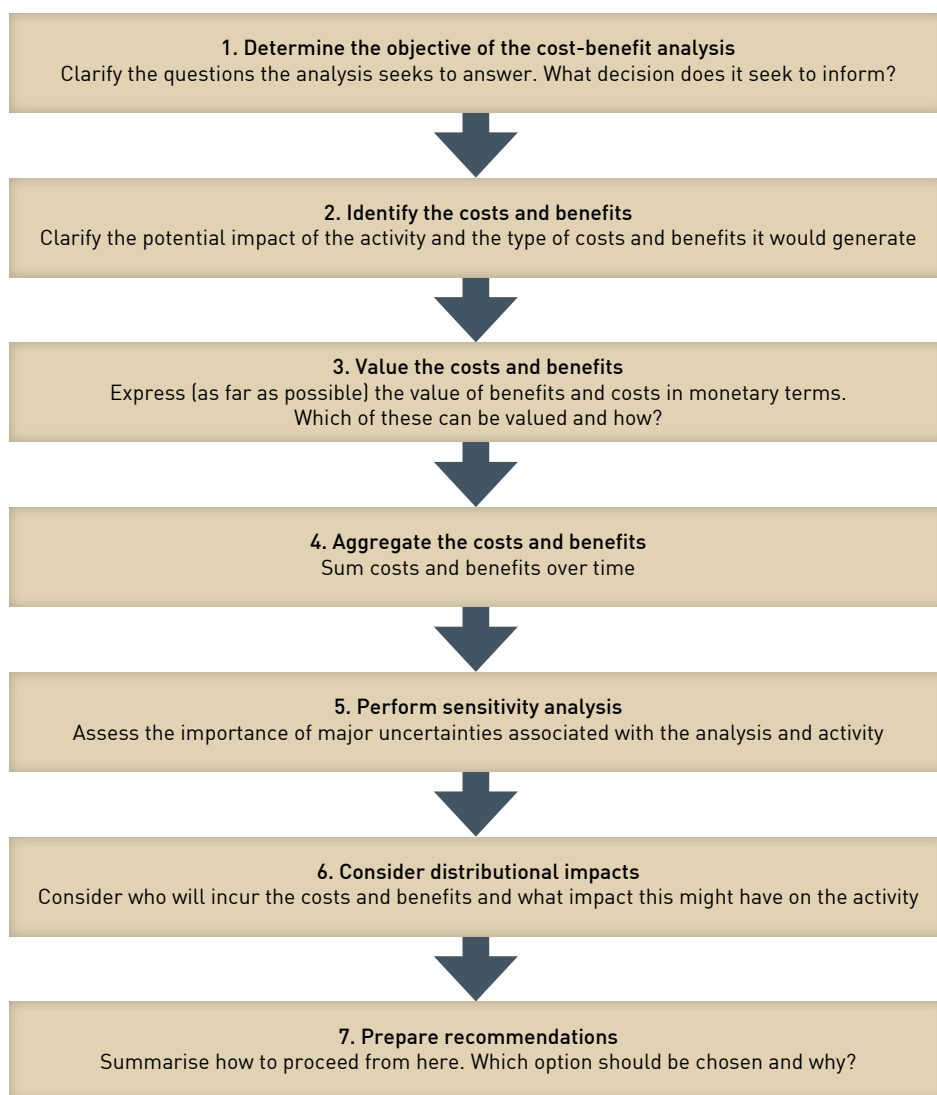 1. Determine the objective of the cost-benefit analysis
Clarify the questions the analysis seeks to answer. What decision does it seek to inform?
2. Identify the costs and benefits
Clarify the potential impact of the activity and the type of costs and benefits it would generate
3. Value the costs and benefits
Express (as far as possible) the value of benefits and costs in monetary terms.
Which of these can be valued and how?
4. Aggregate the costs and benefits
Sum costs and benefits over time
5. Perform sensitivity analysis
Assess the importance of major uncertainties associated with the analysis and activity
6. Consider distributional impacts
Consider who will incur the costs and benefits and what impact this might have on the activity
7. Prepare recommendations
Summarise how to proceed from here. Which option should be chosen and why?